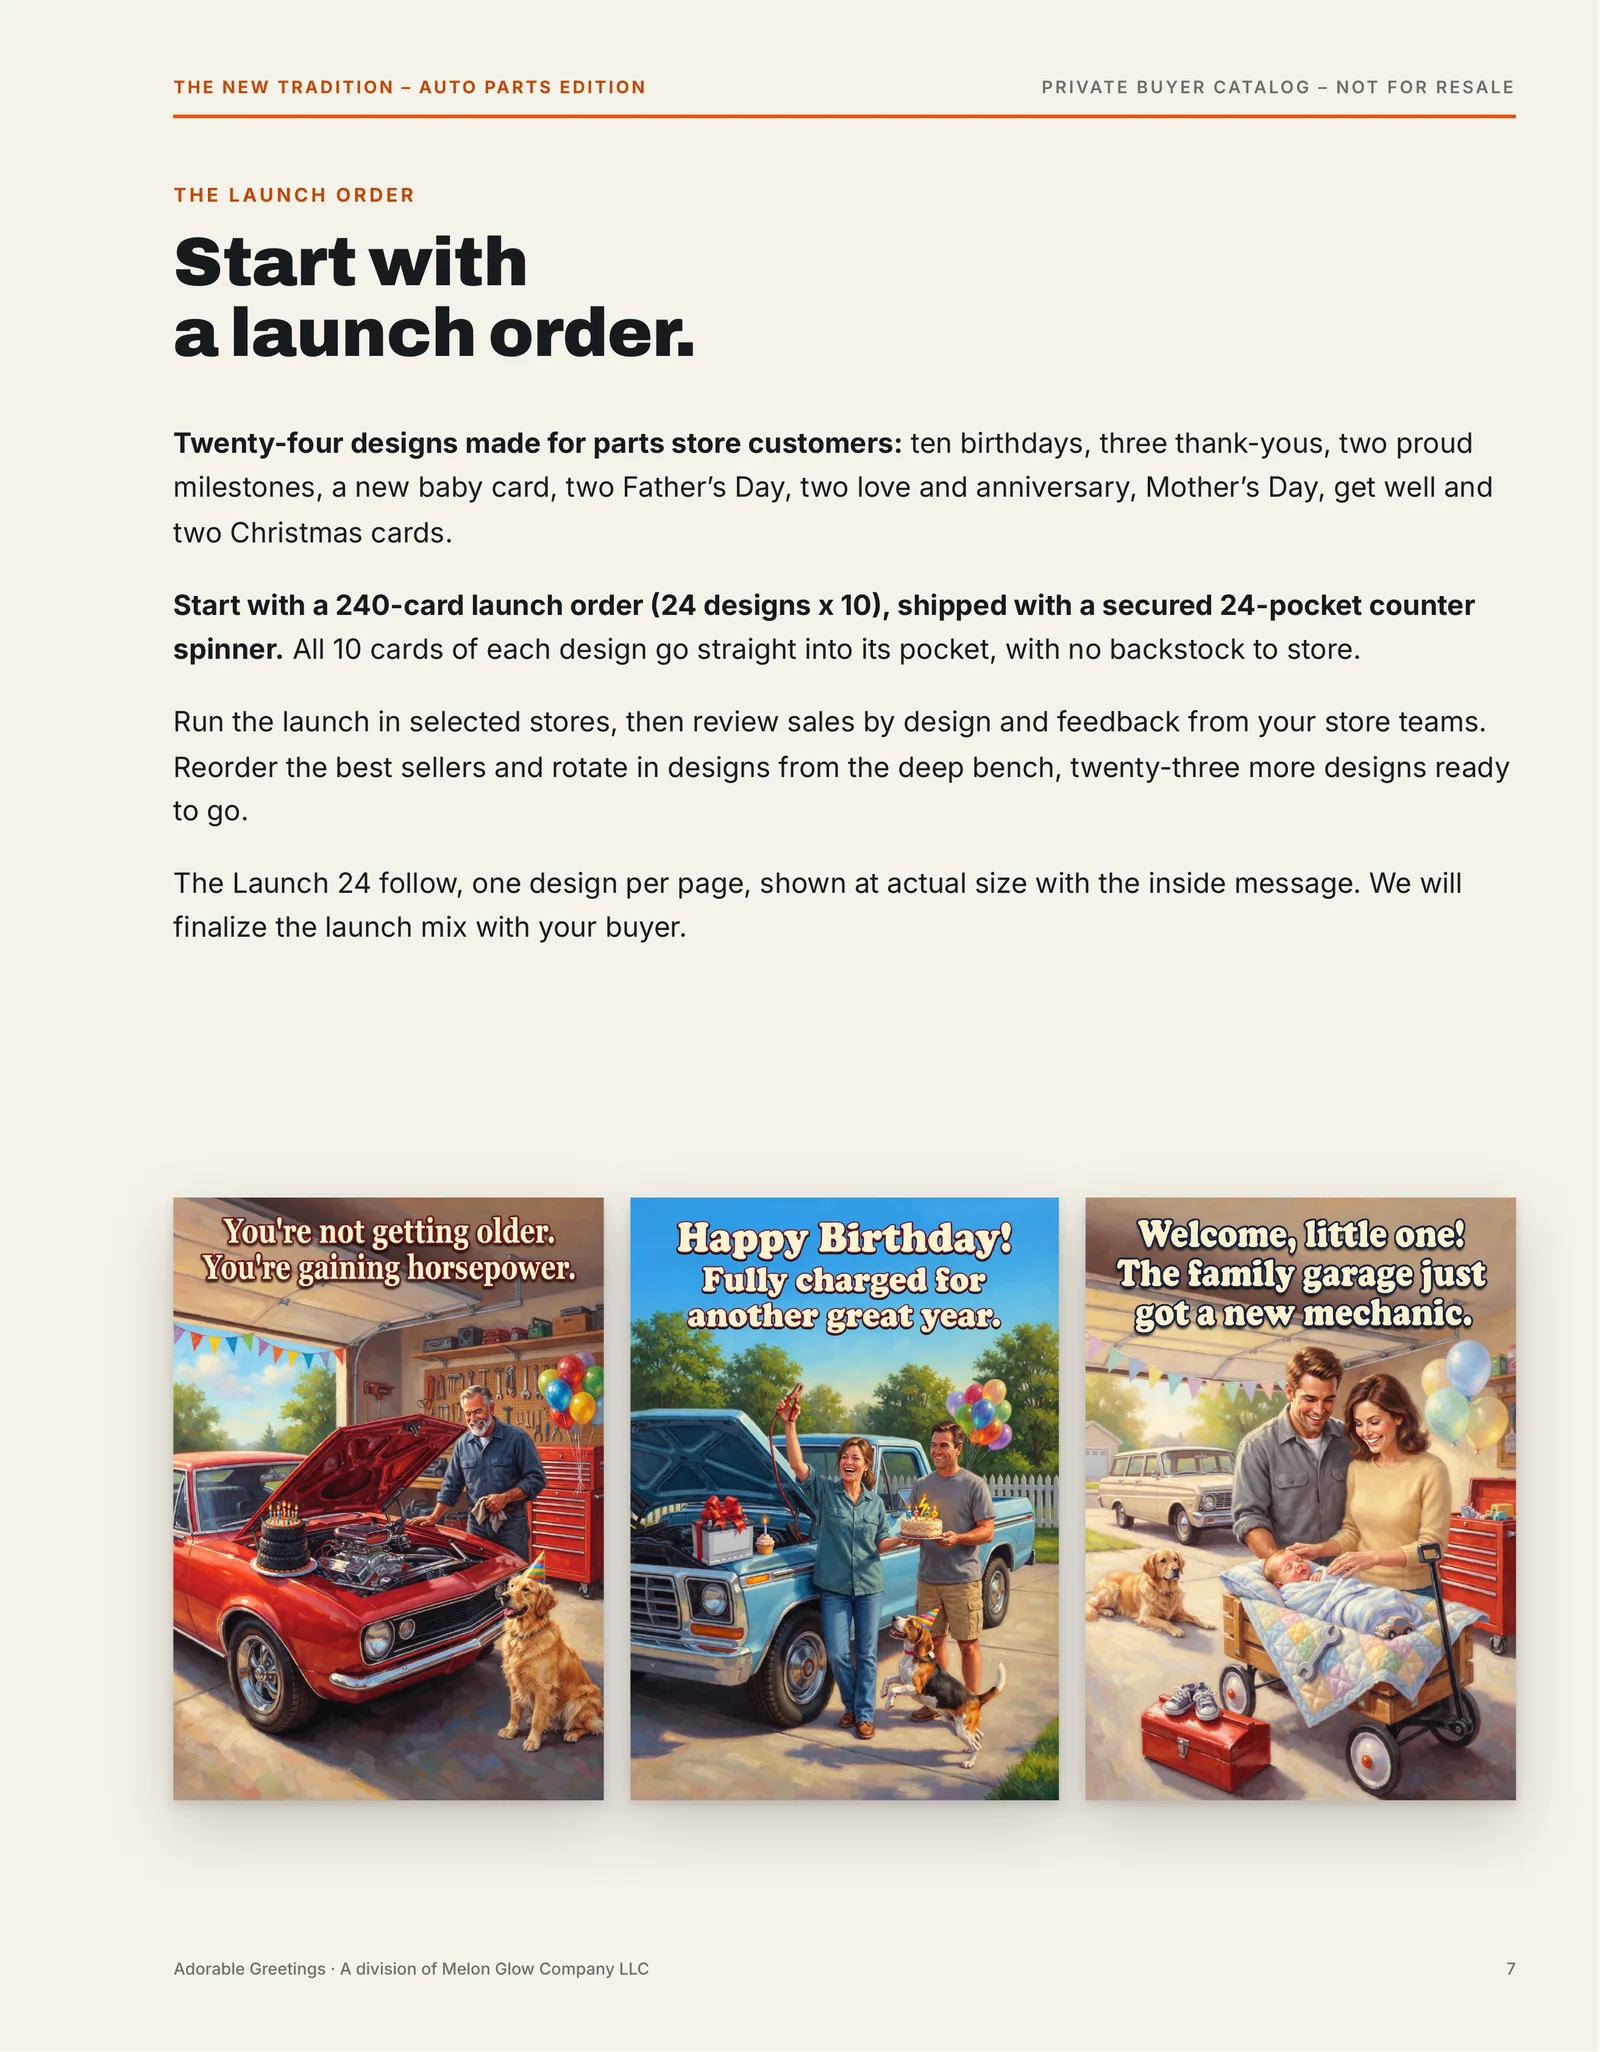 THE NEW TRADITION – AUTO PARTS EDITION
PRIVATE BUYER CATALOG – NOT FOR RESALE
THE LAUNCH ORDER
Start with
a launch order.
Twenty-four designs made for parts store customers: ten birthdays, three thank-yous, two proud
milestones, a new baby card, two Father’s Day, two love and anniversary, Mother’s Day, get well and
two Christmas cards.
Start with a 240-card launch order (24 designs x 10), shipped with a secured 24-pocket counter
spinner. All 10 cards of each design go straight into its pocket, with no backstock to store.
Run the launch in selected stores, then review sales by design and feedback from your store teams.
Reorder the best sellers and rotate in designs from the deep bench, twenty-three more designs ready
to go.
The Launch 24 follow, one design per page, shown at actual size with the inside message. We will
finalize the launch mix with your buyer.
You're not getting older.
You're gaining horsepower.
Happy Birthday!
Fully charged for
another great year.
Welcome, little one!
The family garage just
got a new mechanic.
Adorable Greetings · A division of Melon Glow Company LLC
7